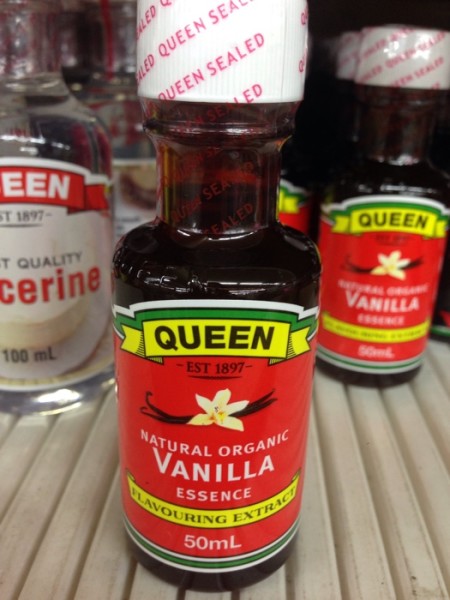 QUEEN SEALED
QUEEN SEALED
QUEEN SEALED
QUEEN
EST 1897
NATURAL ORGANIC
VANILLA
ESSENCE
FLAVOURING EXTRACT
50mL
EEN
ST 1897-
T QUALITY
cerine
100 mL
QUEEN
NATURAL ORGANIC
VANILLA
ESSENCE
50mL